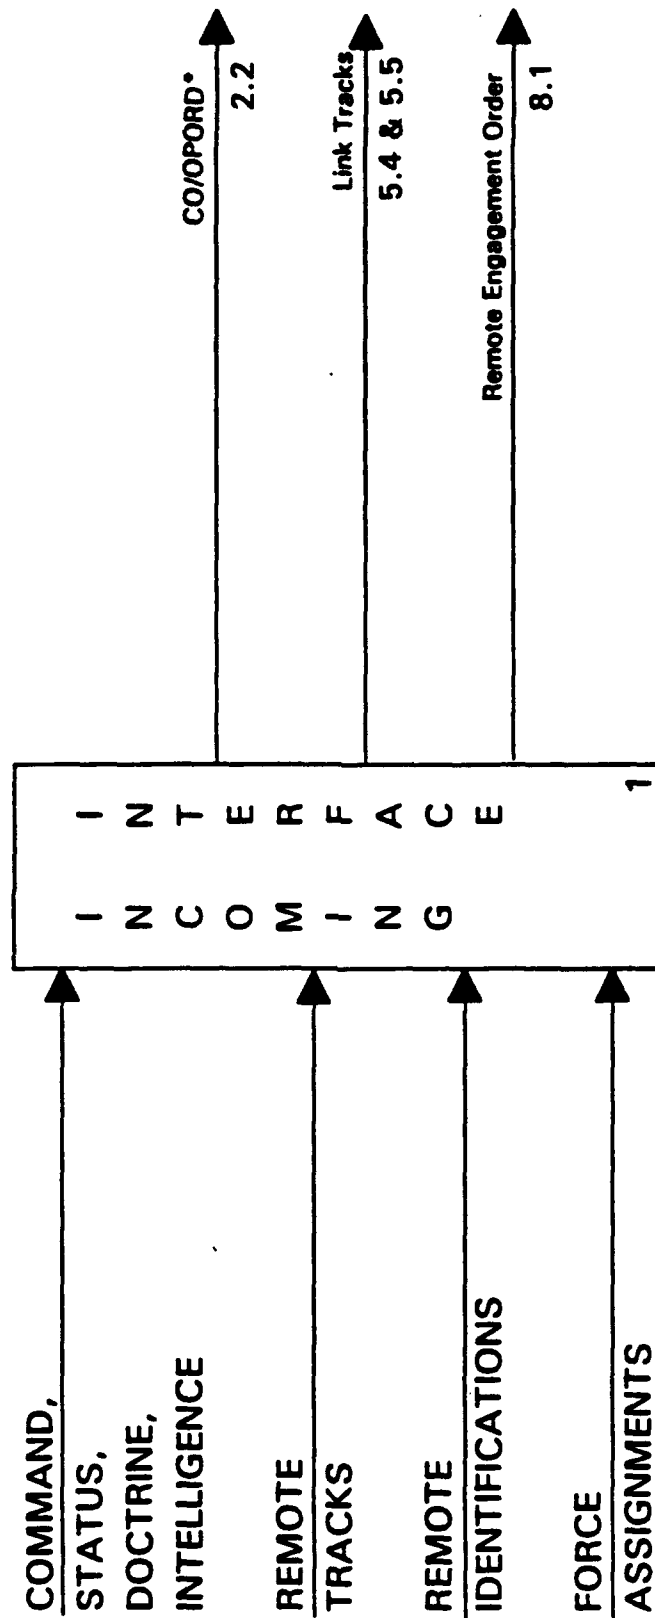 COMMAND,
STATUS,
DOCTRINE,
INTELLIGENCE
REMOTE
TRACKS
REMOTE
IDENTIFICATIONS
FORCE
ASSIGNMENTS
INCOMING
INTERFACE
1
CO/OPORD*
2.2
Link Tracks
5.4 & 5.5
Remote Engagement Order
8.1